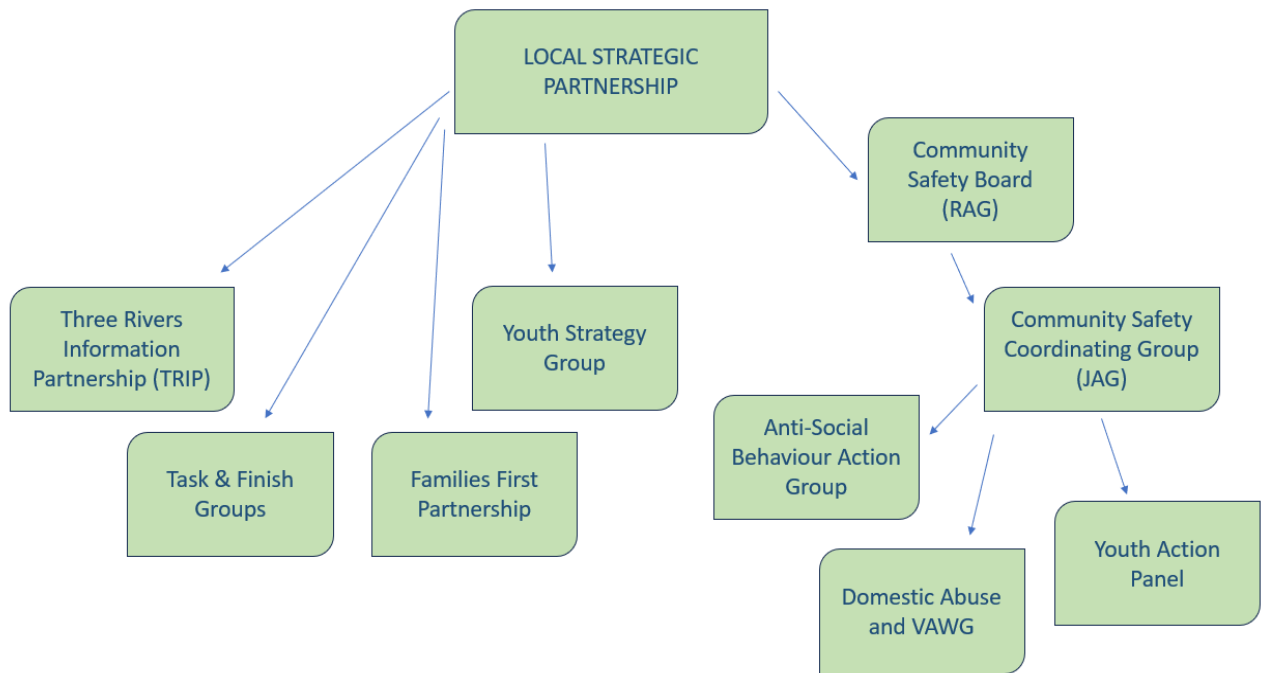 LOCAL STRATEGIC
PARTNERSHIP
Community
Safety Board
(RAG)
Three Rivers
Information
Partnership (TRIP)
Youth Strategy
Group
Community Safety
Coordinating Group
(JAG)
Task & Finish
Groups
Families First
Partnership
Anti-Social
Behaviour Action
Group
Domestic Abuse
and VAWG
Youth Action
Panel